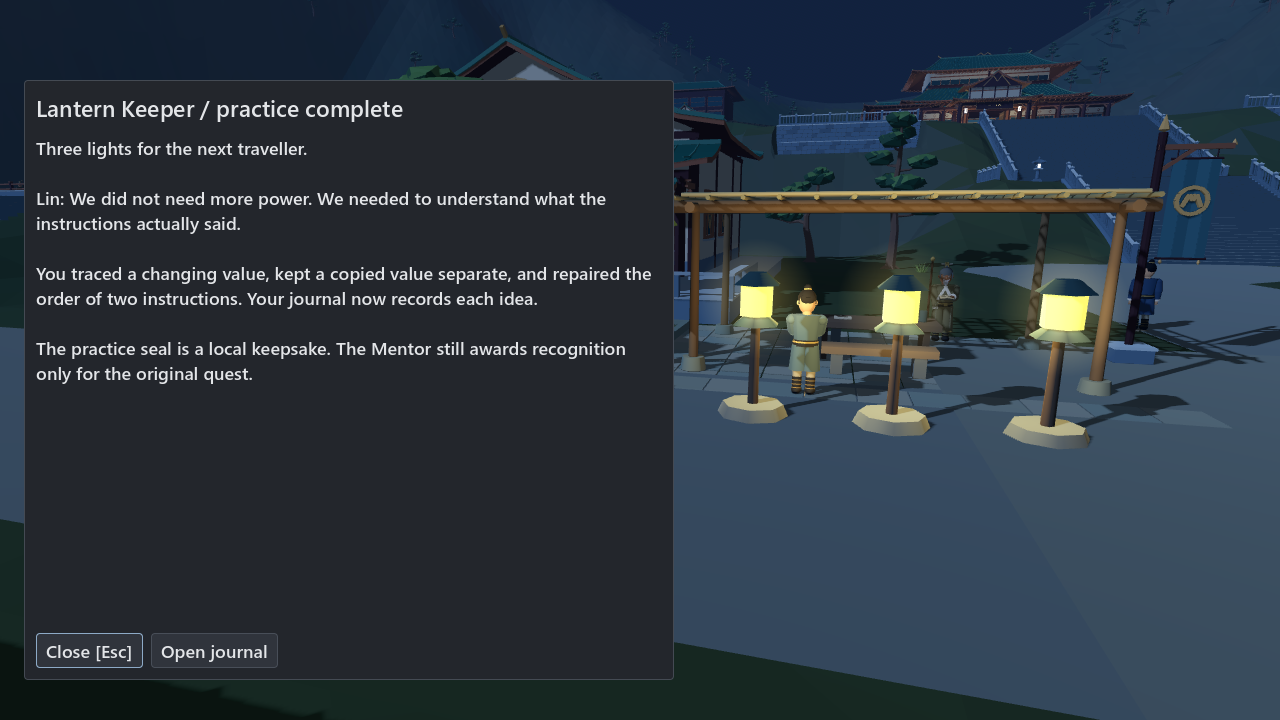 Lantern Keeper / practice complete
Three lights for the next traveller.
Lin: We did not need more power. We needed to understand what the
instructions actually said.
You traced a changing value, kept a copied value separate, and repaired the
order of two instructions. Your journal now records each idea.
The practice seal is a local keepsake. The Mentor still awards recognition
only for the original quest.
Close [Esc]
Open journal